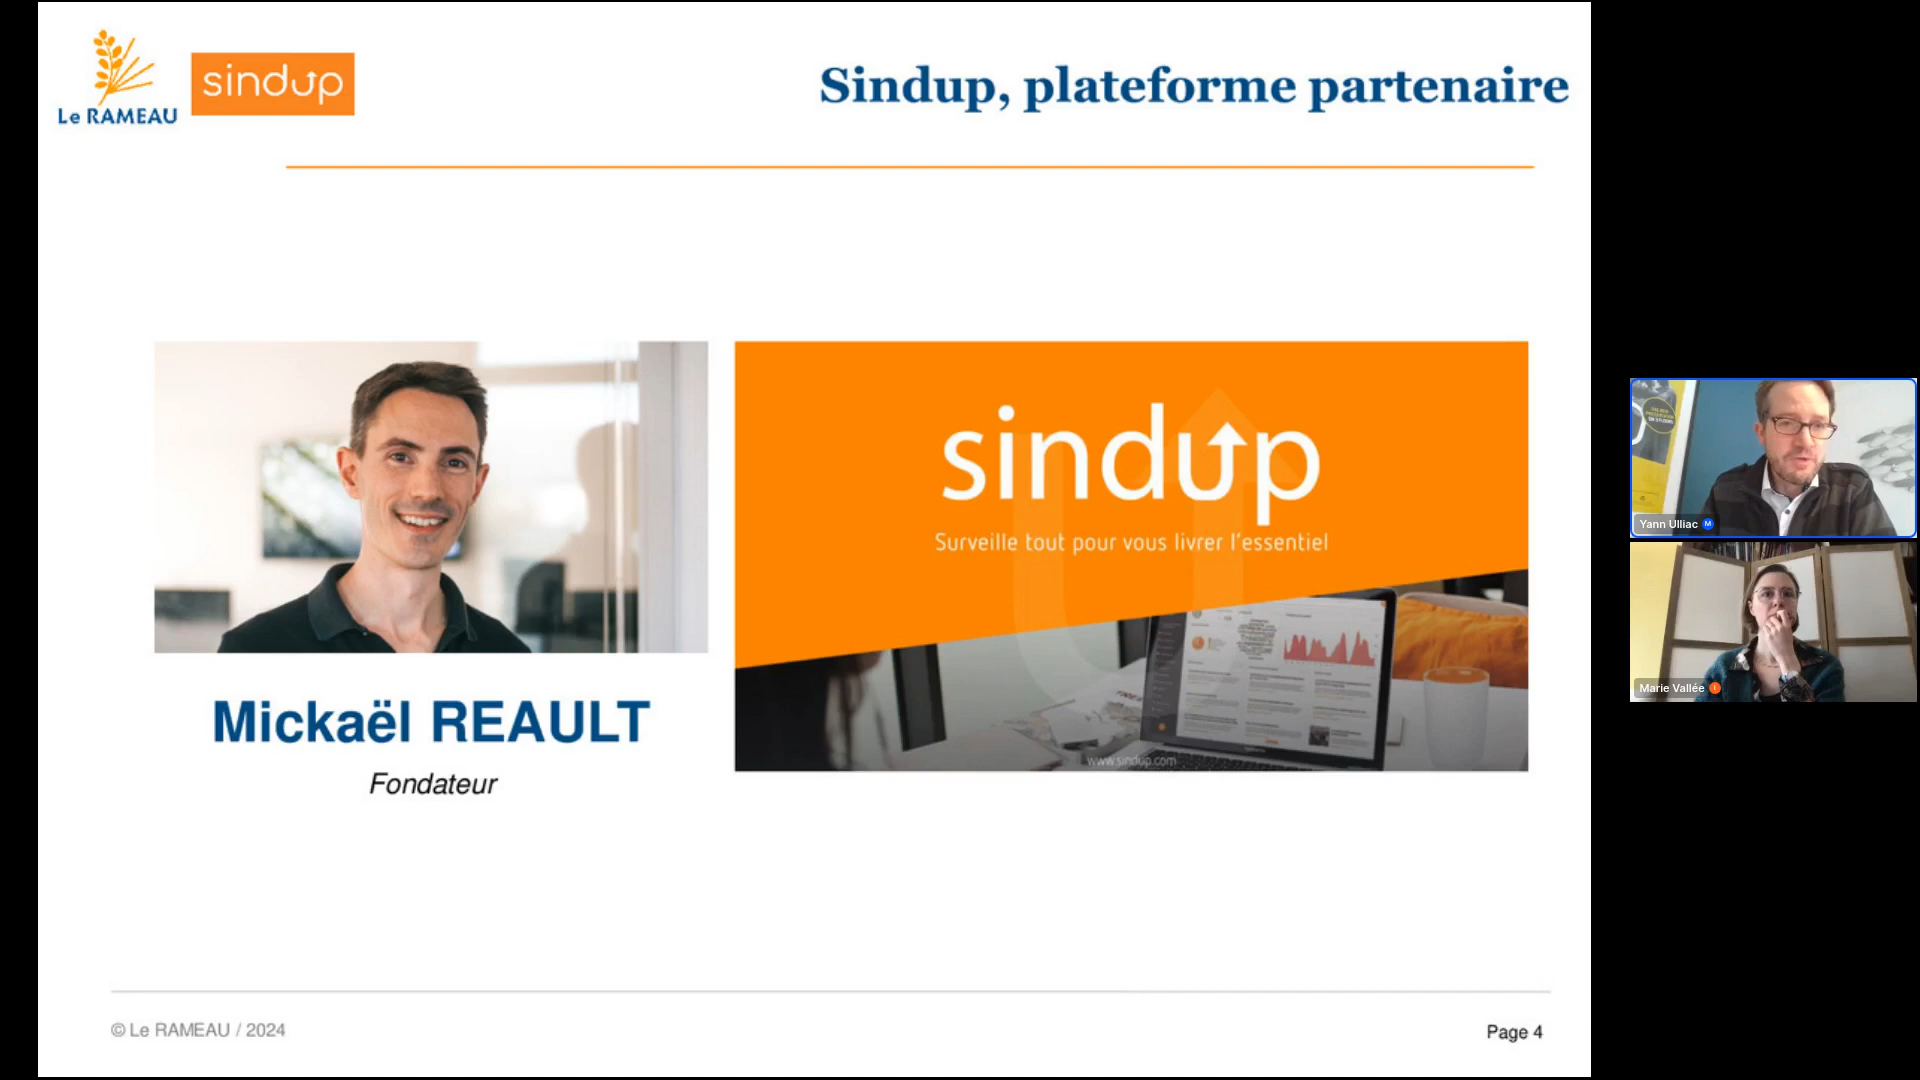 Le RAMEAU
sindup
Sindup, plateforme partenaire
sindup
Surveille tout pour vous livrer l'essentiel
www.sindup.com
Mickaël REAULT
Fondateur
© Le RAMEAU / 2024
Page 4
Yann Ulliac M
Marie Vallée